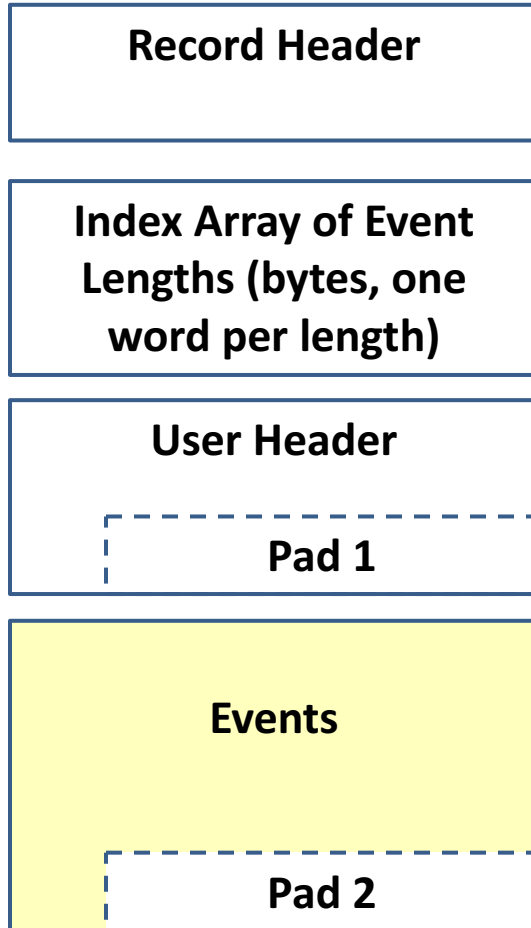 Record Header
Index Array of Event
Lengths (bytes, one
word per length)
User Header
Pad 1
Events
Pad 2